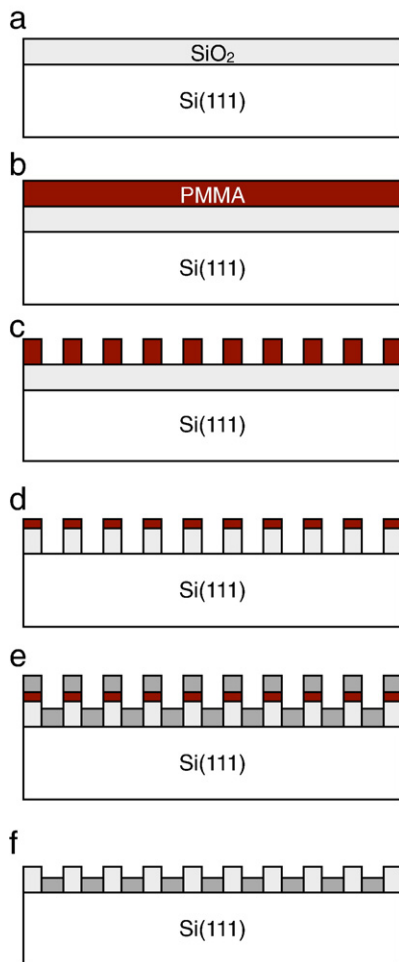 a
SiO₂
Si(111)
b
PMMA
Si(111)
c
Si(111)
d
Si(111)
e
Si(111)
f
Si(111)